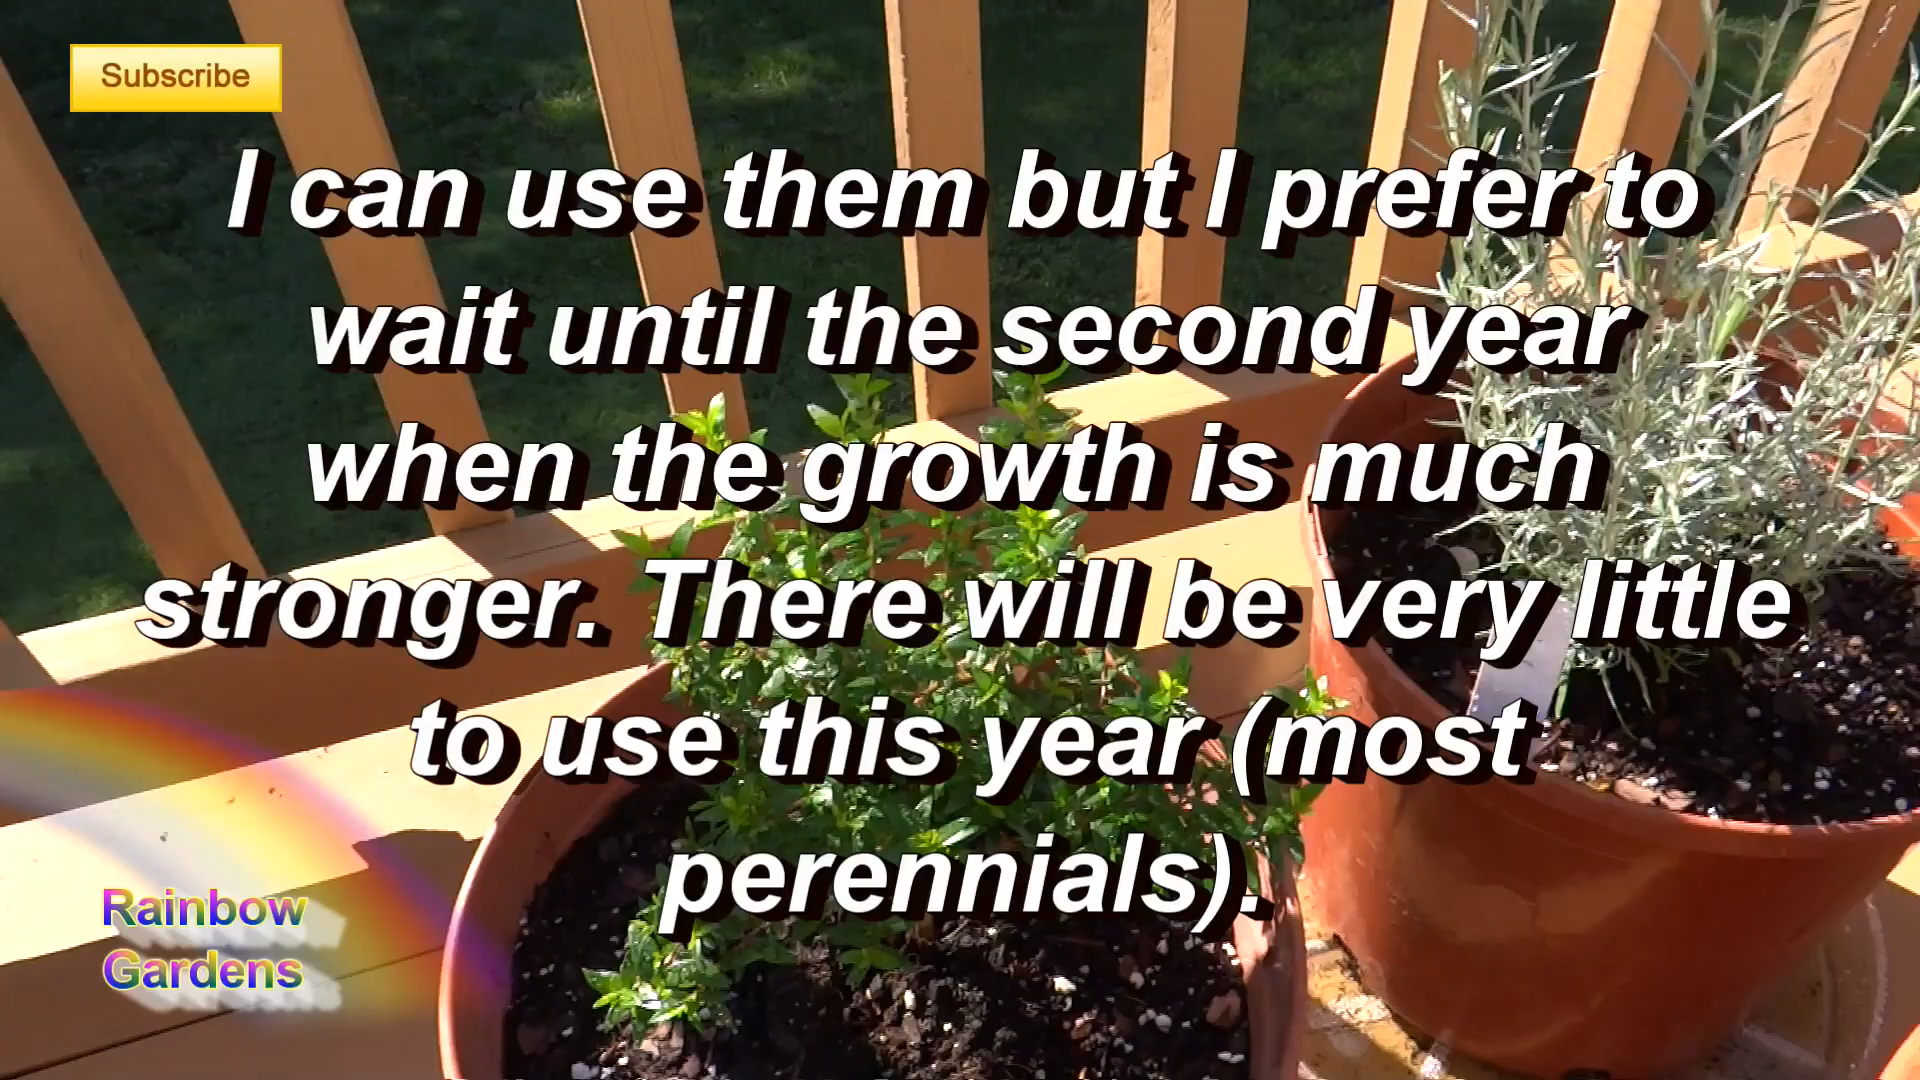 Subscribe
I can use them but I prefer to
wait until the second year
when the growth is much
stronger. There will be very little
to use this year (most
perennials).
Rainbow
Gardens